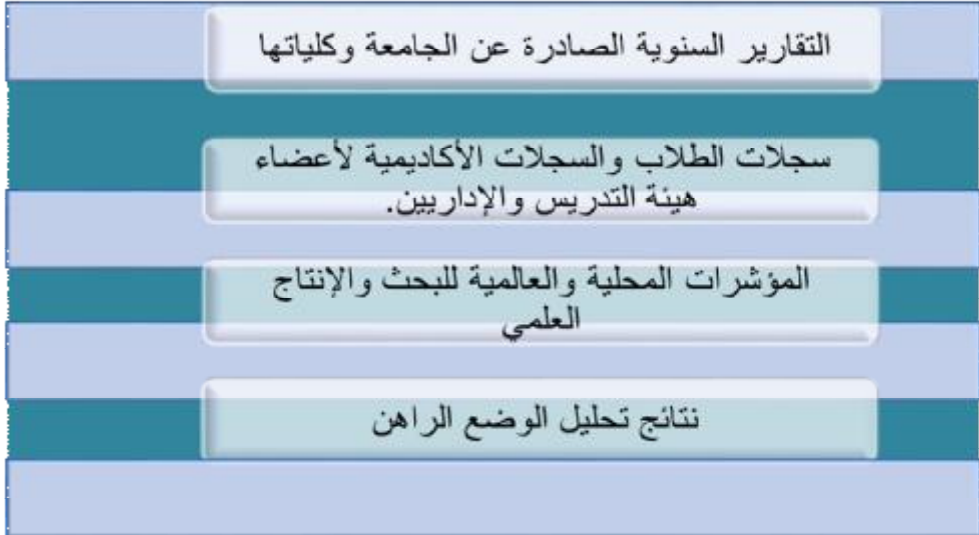 التقارير السنوية الصادرة عن الجامعة وكلياتها
سجلات الطلاب والسجلات الأكاديمية لأعضاء
هيئة التدريس والإداريين.
المؤشرات المحلية والعالمية للبحث والإنتاج
العلمي
نتائج تحليل الوضع الراهن